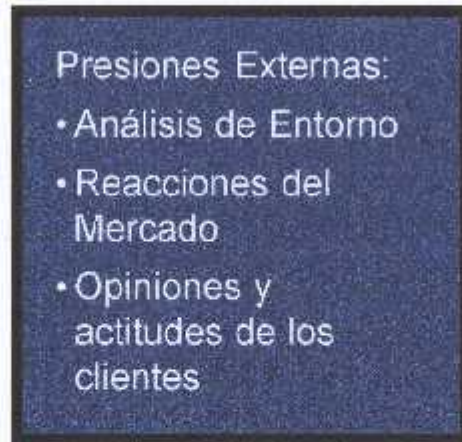 Presiones Externas:
• Análisis de Entorno
• Reacciones del
Mercado
• Opiniones y
actitudes de los
clientes